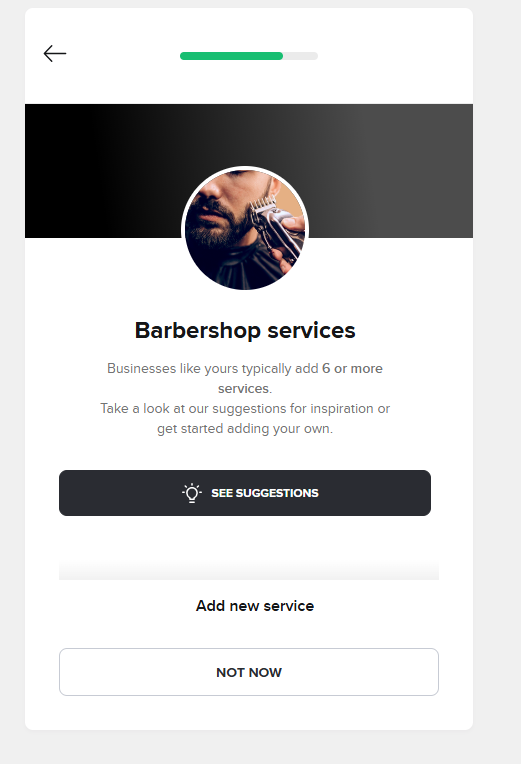 Barbershop services
Businesses like yours typically add 6 or more
services.
Take a look at our suggestions for inspiration or
get started adding your own.
SEE SUGGESTIONS
Add new service
NOT NOW